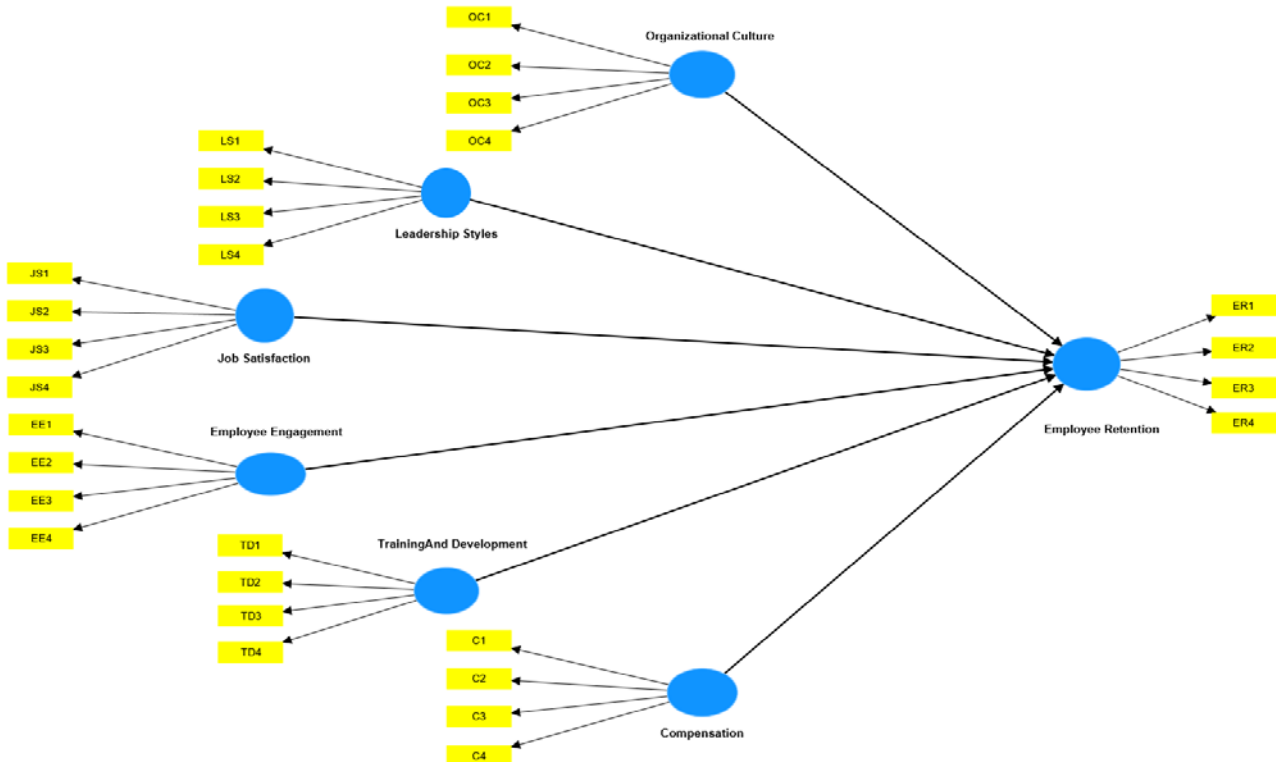 OC1
Organizational Culture
OC2
OC3
OC4
LS1
LS2
LS3
LS4
Leadership Styles
JS1
JS2
JS3
JS4
Job Satisfaction
ER1
ER2
ER3
ER4
Employee Retention
EE1
EE2
EE3
EE4
Employee Engagement
TD1
TD2
TD3
TD4
TrainingAnd Development
C1
C2
C3
C4
Compensation